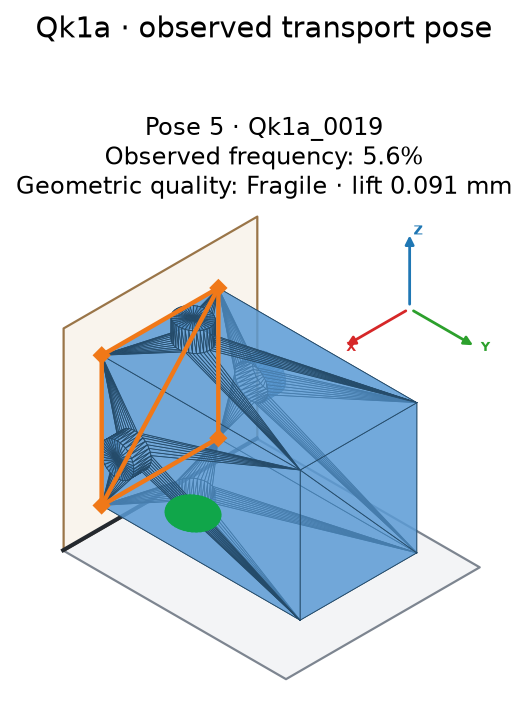 Qk1a · observed transport pose
Pose 5 · Qk1a_0019
Observed frequency: 5.6%
Geometric quality: Fragile · lift 0.091 mm
Z
X
Y